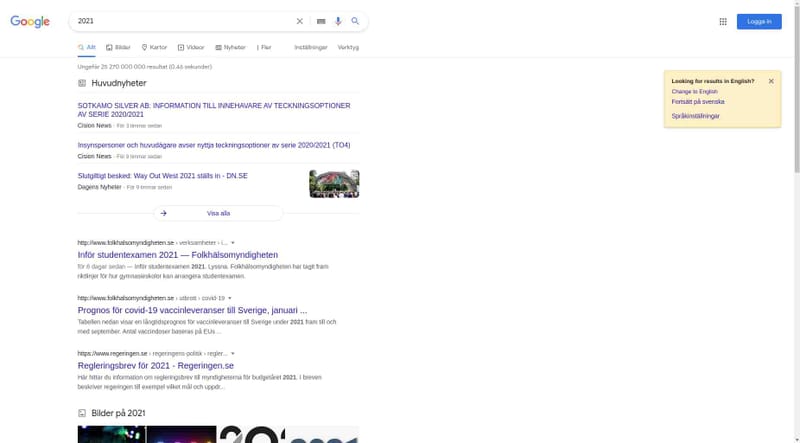 Google
2021
Logga in
Allt
Bilder
Kartor
Videor
Nyheter
Fler
Inställningar
Verktyg
Ungefär 25 270 000 000 resultat (0,44 sekunder)
Looking for results in English?
Change to English
Fortsätt på svenska
Språkinställningar
Huvudnyheter
SOTKAMO SILVER AB: INFORMATION TILL INNEHAVARE AV TECKNINGSOPTIONER
AV SERIE 2020/2021
Cision News · För 3 timmar sedan
Insynspersoner och huvudägare avser nyttja teckningsoptioner av serie 2020/2021 (TO4)
Cision News · För 9 timmar sedan
Slutgiltigt besked: Way Out West 2021 ställs in - DN.SE
Dagens Nyheter · För 9 timmar sedan
Visa alla
http://www.folkhalsomyndigheten.se › verksamheter › i...
Inför studentexamen 2021 — Folkhälsomyndigheten
för 6 dagar sedan — Inför studentexamen 2021. Lyssna. Folkhälsomyndigheten har tagit fram
riktlinjer för hur gymnasieskolor kan arrangera studentexamen.
http://www.folkhalsomyndigheten.se › utbrott › covid-19
Prognos för covid-19 vaccinleveranser till Sverige, januari ...
Tabellen nedan visar en långtidsprognos för vaccinleveranser till Sverige under 2021 fram till och
med september. Antal vaccindoser baseras på EUs ...
https://www.regeringen.se › regeringens-politik › regler...
Regleringsbrev för 2021 - Regeringen.se
Här hittar du information om regleringsbrev till myndigheterna för budgetåret 2021. I breven
beskriver regeringen till exempel vilket mål och uppdr...
Bilder på 2021